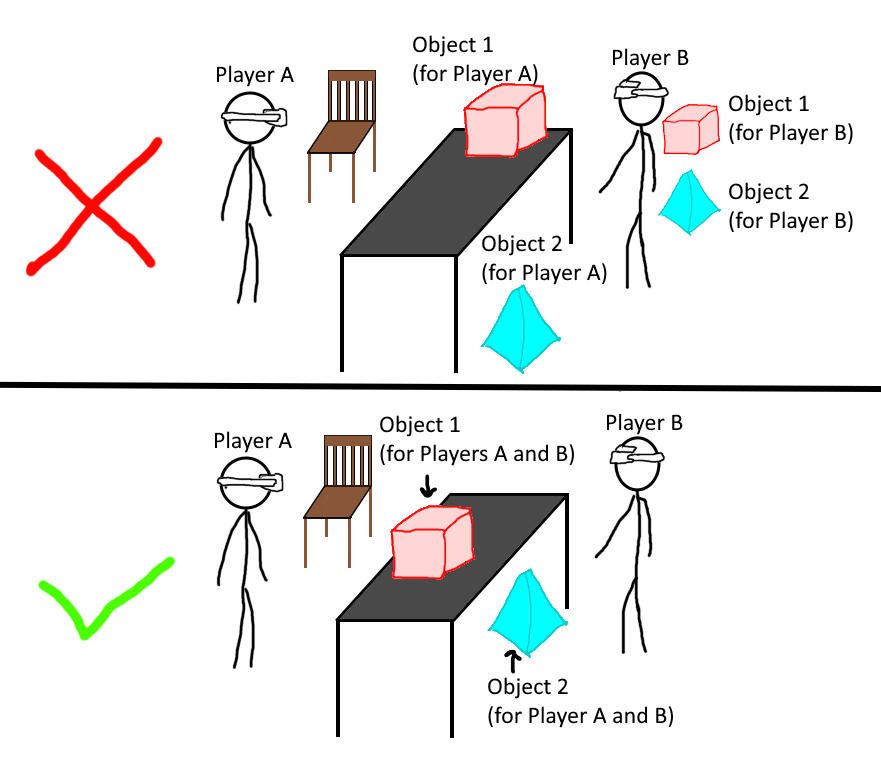 Player A
Object 1
(for Player A)
Player B
Object 1
(for Player B)
Object 2
(for Player B)
Object 2
(for Player A)
Player A
Object 1
(for Players A and B)
Player B
Object 2
(for Player A and B)